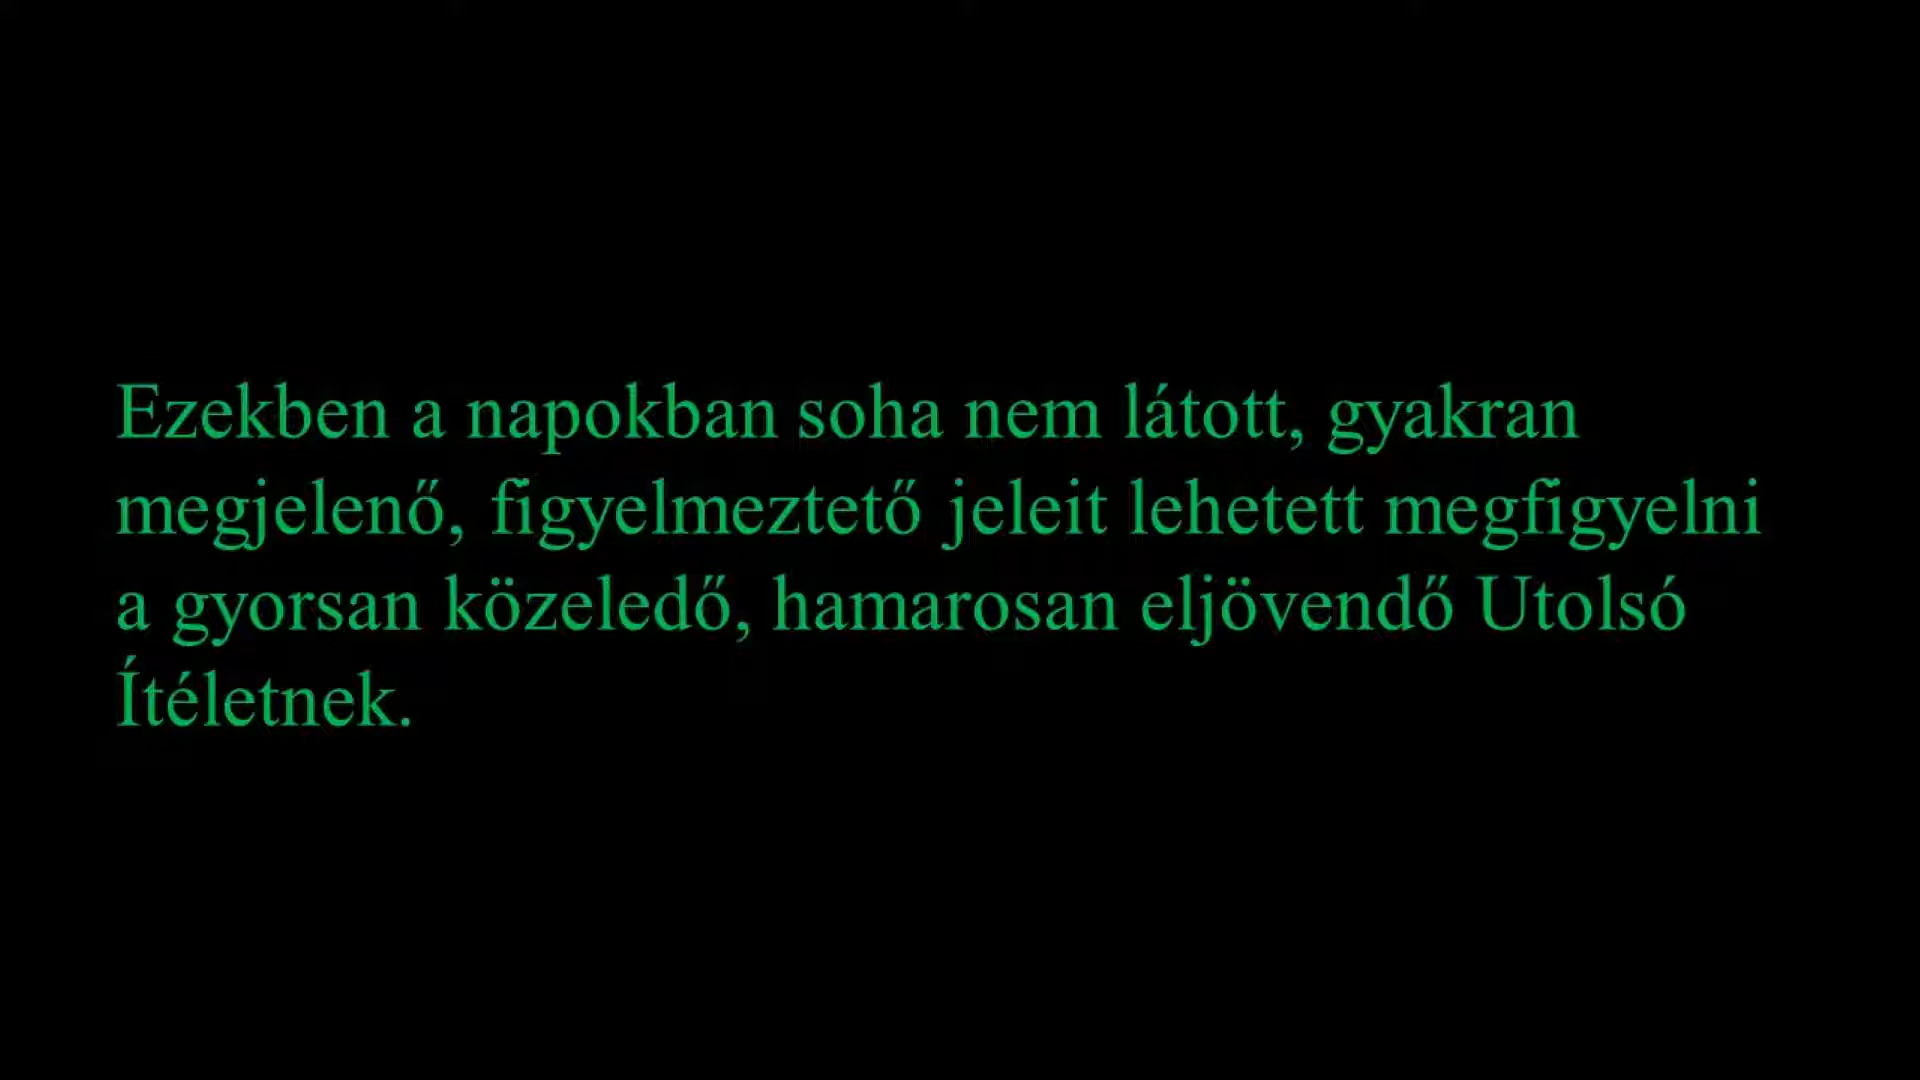 Ezekben a napokban soha nem látott, gyakran
megjelenő, figyelmeztető jeleit lehetett megfigyelni
a gyorsan közeledő, hamarosan eljövendő Utolsó
Ítéletnek.